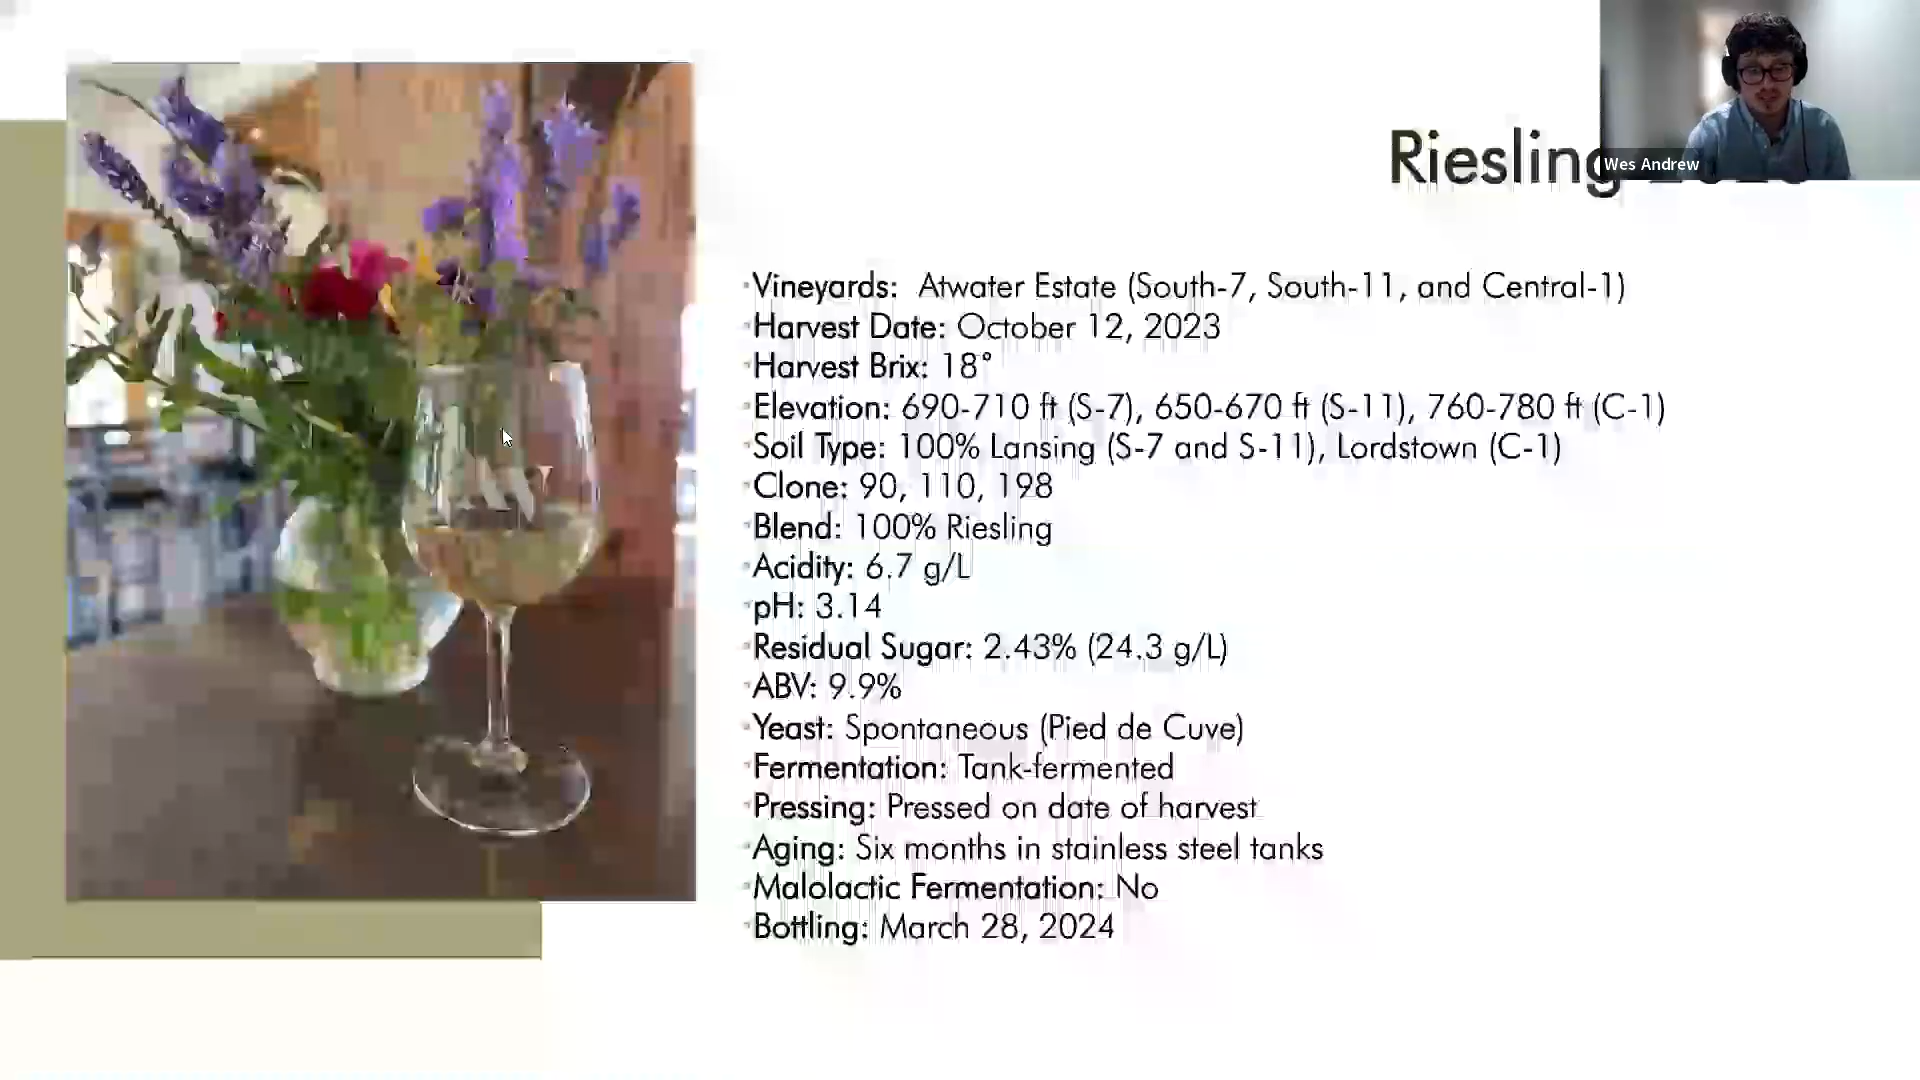 Riesling
Wes Andrew
Vineyards: Atwater Estate (South-7, South-11, and Central-1)
Harvest Date: October 12, 2023
Harvest Brix: 18°
Elevation: 690-710 ft (S-7), 650-670 ft (S-11), 760-780 ft (C-1)
Soil Type: 100% Lansing (S-7 and S-11), Lordstown (C-1)
Clone: 90, 110, 198
Blend: 100% Riesling
Acidity: 6.7 g/L
pH: 3.14
Residual Sugar: 2.43% (24.3 g/L)
ABV: 9.9%
Yeast: Spontaneous (Pied de Cuve)
Fermentation: Tank-fermented
Pressing: Pressed on date of harvest
Aging: Six months in stainless steel tanks
Malolactic Fermentation: No
Bottling: March 28, 2024